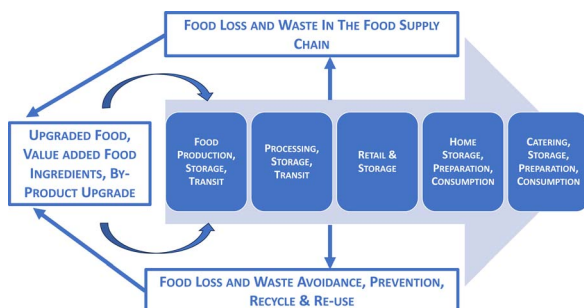 FOOD LOSS AND WASTE IN THE FOOD SUPPLY
CHAIN
UPGRADED FOOD,
VALUE ADDED FOOD
INGREDIENTS, BY-
PRODUCT UPGRADE
FOOD
PRODUCTION,
STORAGE,
TRANSIT
PROCESSING,
STORAGE,
TRANSIT
RETAIL &
STORAGE
HOME
STORAGE,
PREPARATION,
CONSUMPTION
CATERING,
STORAGE,
PREPARATION,
CONSUMPTION
FOOD LOSS AND WASTE AVOIDANCE, PREVENTION,
RECYCLE & RE-USE